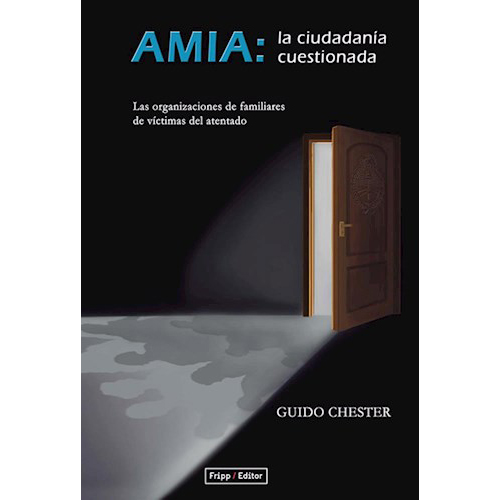 AMIA: la ciudadanía
cuestionada
Las organizaciones de familiares
de víctimas del atentado
GUIDO CHESTER
Fripp / Editor